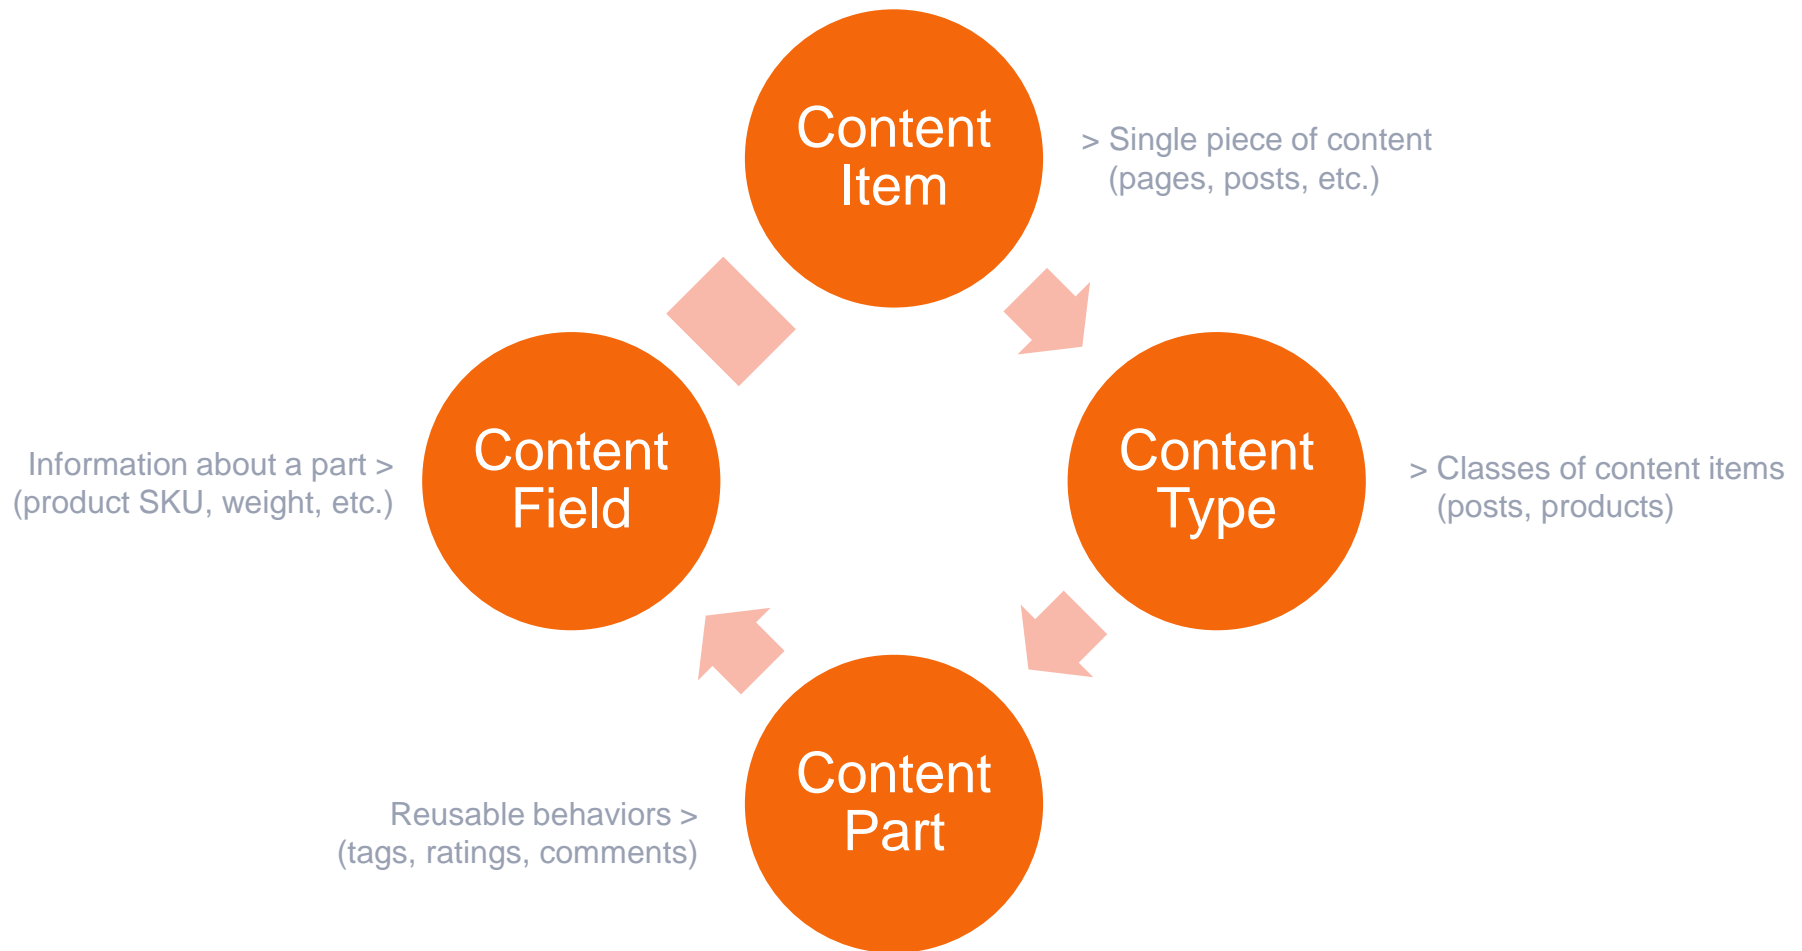 Content
Item
> Single piece of content
(pages, posts, etc.)
Content
Type
> Classes of content items
(posts, products)
Content
Part
Reusable behaviors >
(tags, ratings, comments)
Content
Field
Information about a part >
(product SKU, weight, etc.)